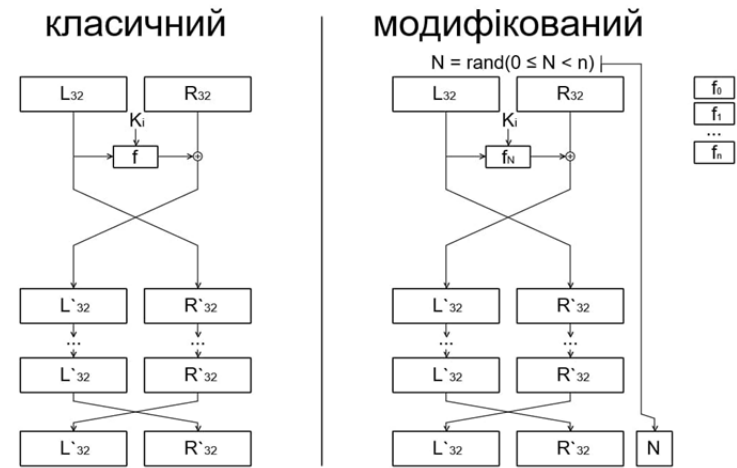 класичний
модифікований
N = rand(0 ≤ N < n)
L32 R32
Ki
f
L`32 R`32
...
...
L`32 R`32
L`32 R`32
L32 R32
Ki
fN
L`32 R`32
...
...
L`32 R`32
L`32 R`32
N
f0
f1
...
fn